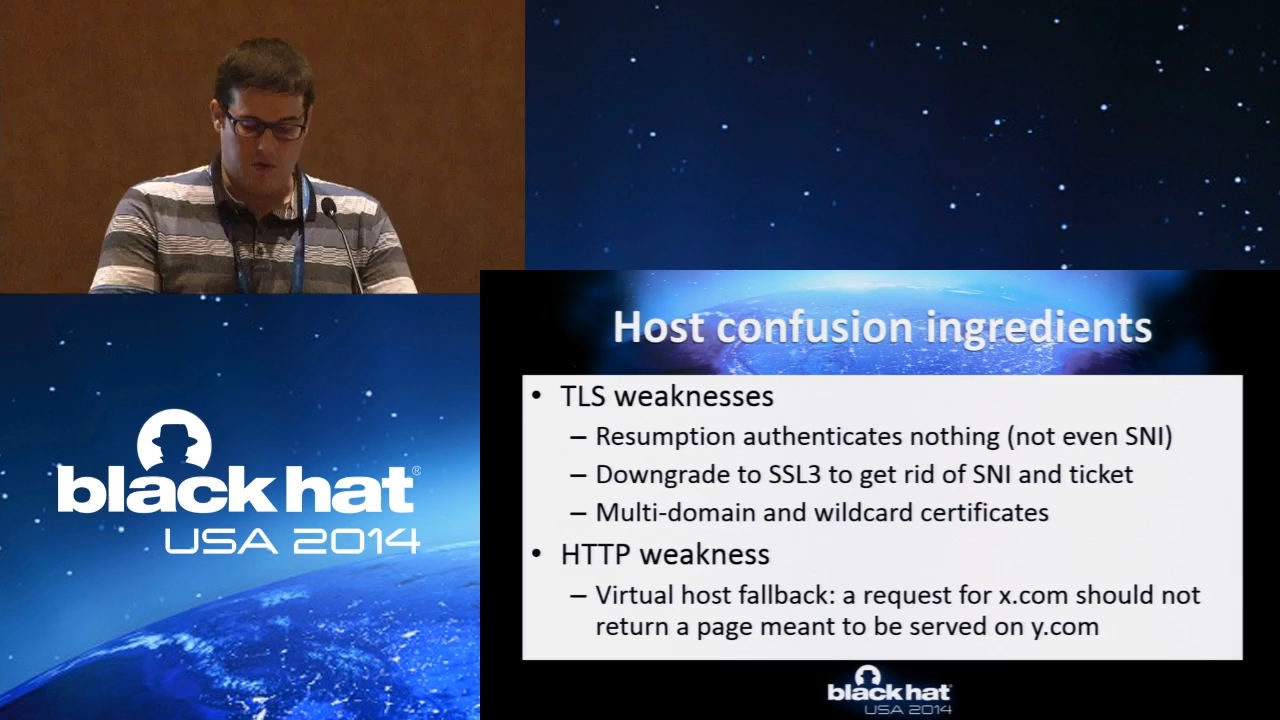 Host confusion ingredients
• TLS weaknesses
– Resumption authenticates nothing (not even SNI)
– Downgrade to SSL3 to get rid of SNI and ticket
– Multi-domain and wildcard certificates
• HTTP weakness
– Virtual host fallback: a request for x.com should not
return a page meant to be served on y.com
black hat®
USA 2014
black hat®
USA 2014